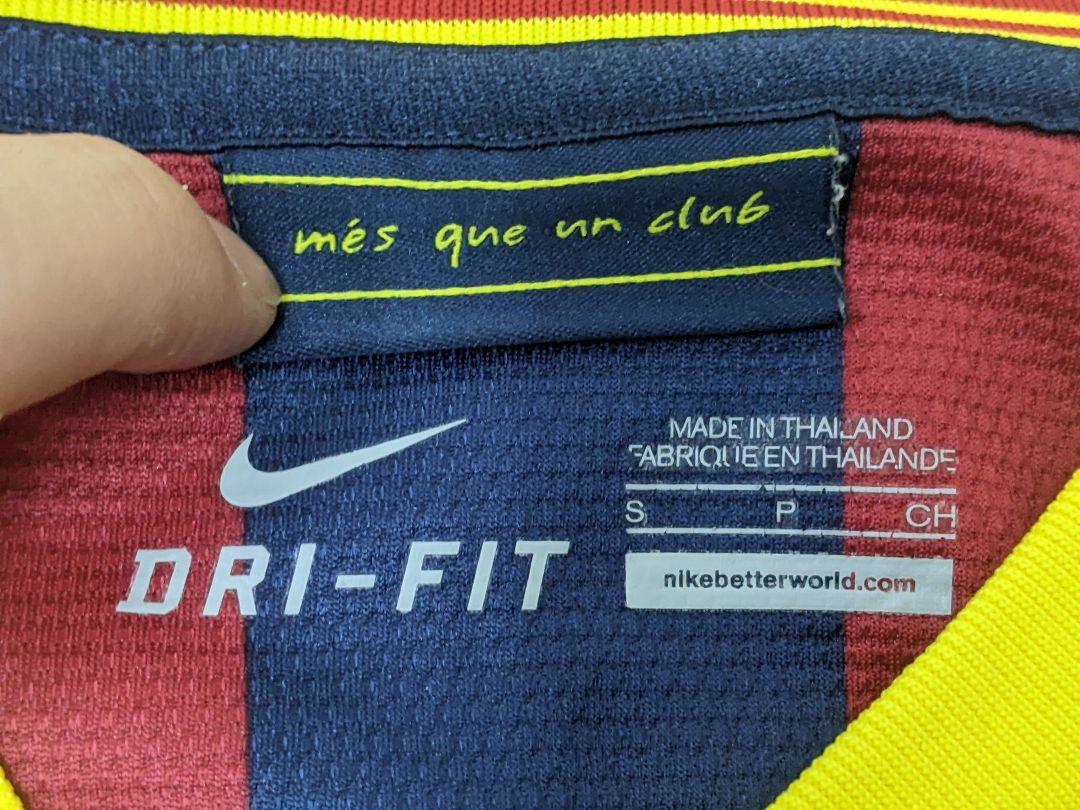 més que un club
MADE IN THAILAND
FABRIQUE EN THAILANDE
S P CH
DRI-FIT
nikebetterworld.com